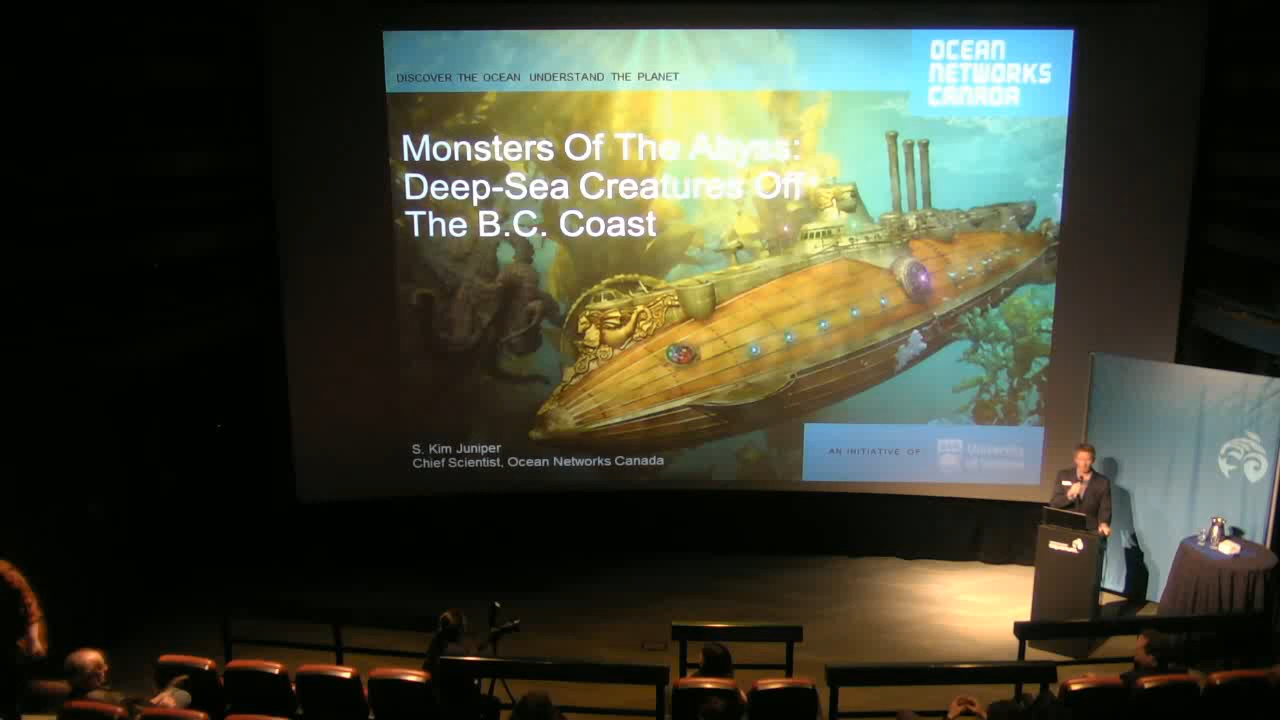 DISCOVER THE OCEAN UNDERSTAND THE PLANET
OCEAN
NETWORKS
CANADA
Monsters Of The Abyss:
Deep-Sea Creatures Off
The B.C. Coast
S. Kim Juniper
Chief Scientist, Ocean Networks Canada
AN INITIATIVE OF
University